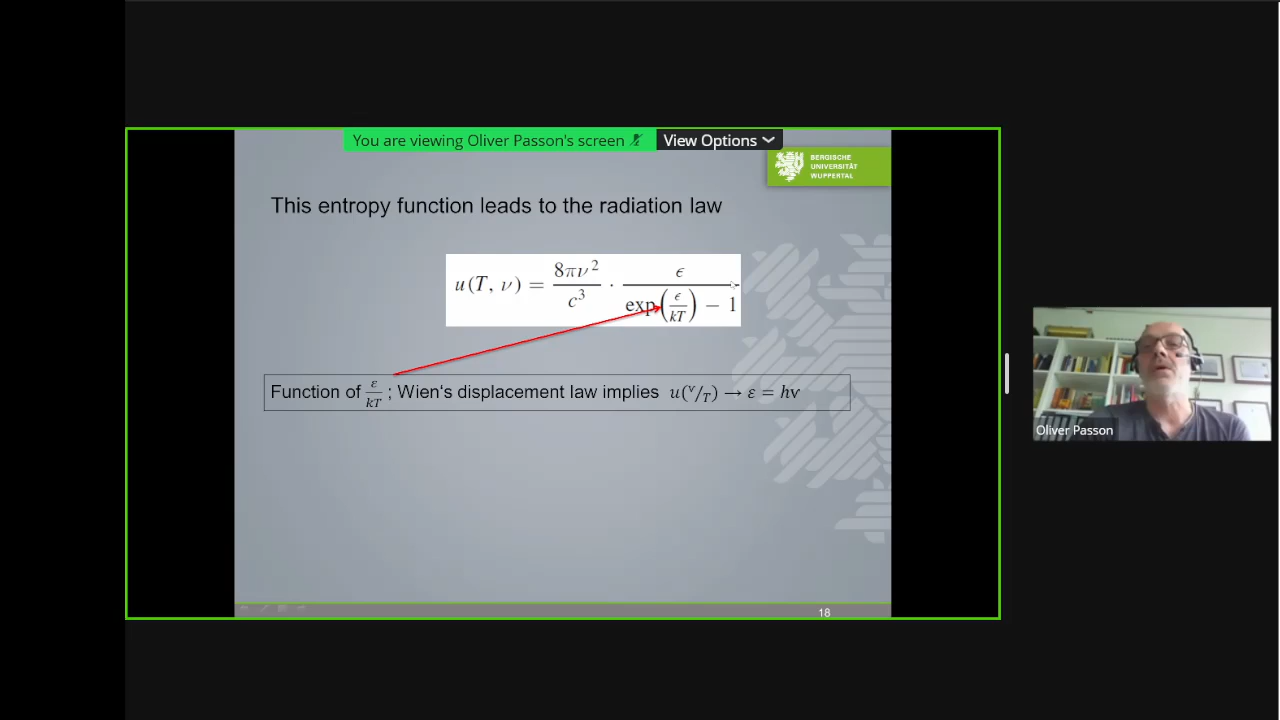 You are viewing Oliver Passon's screen View Options
BERGISCHE
UNIVERSITÄT
WUPPERTAL
This entropy function leads to the radiation law
u(T, ν) = 8πν²/c³ · ϵ/(exp(ϵ/kT) − 1)
Function of ε/kT ; Wien's displacement law implies u(ν/T) → ε = hν
Oliver Passon
18